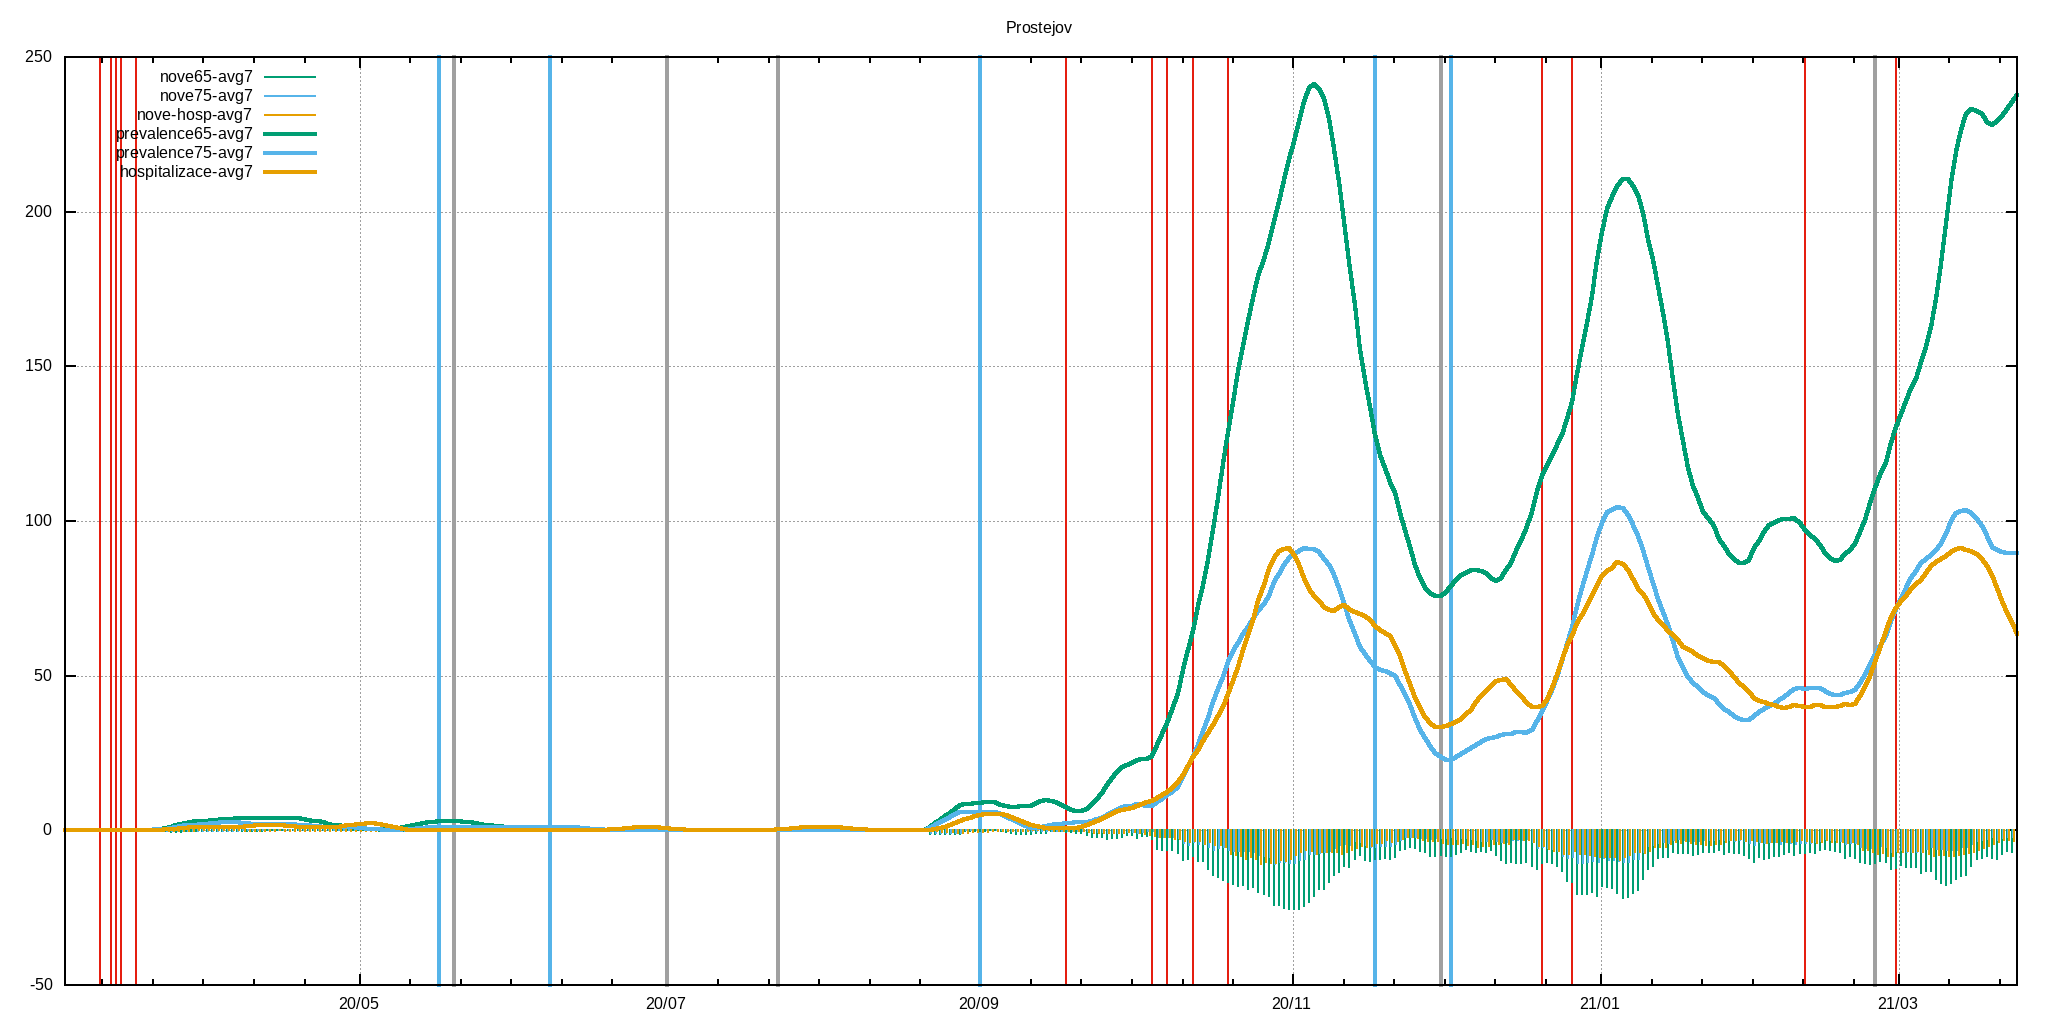 Prostejov
250
200
150
100
50
0
-50
nove65-avg7
nove75-avg7
nove-hosp-avg7
prevalence65-avg7
prevalence75-avg7
hospitalizace-avg7
20/05
20/07
20/09
20/11
21/01
21/03